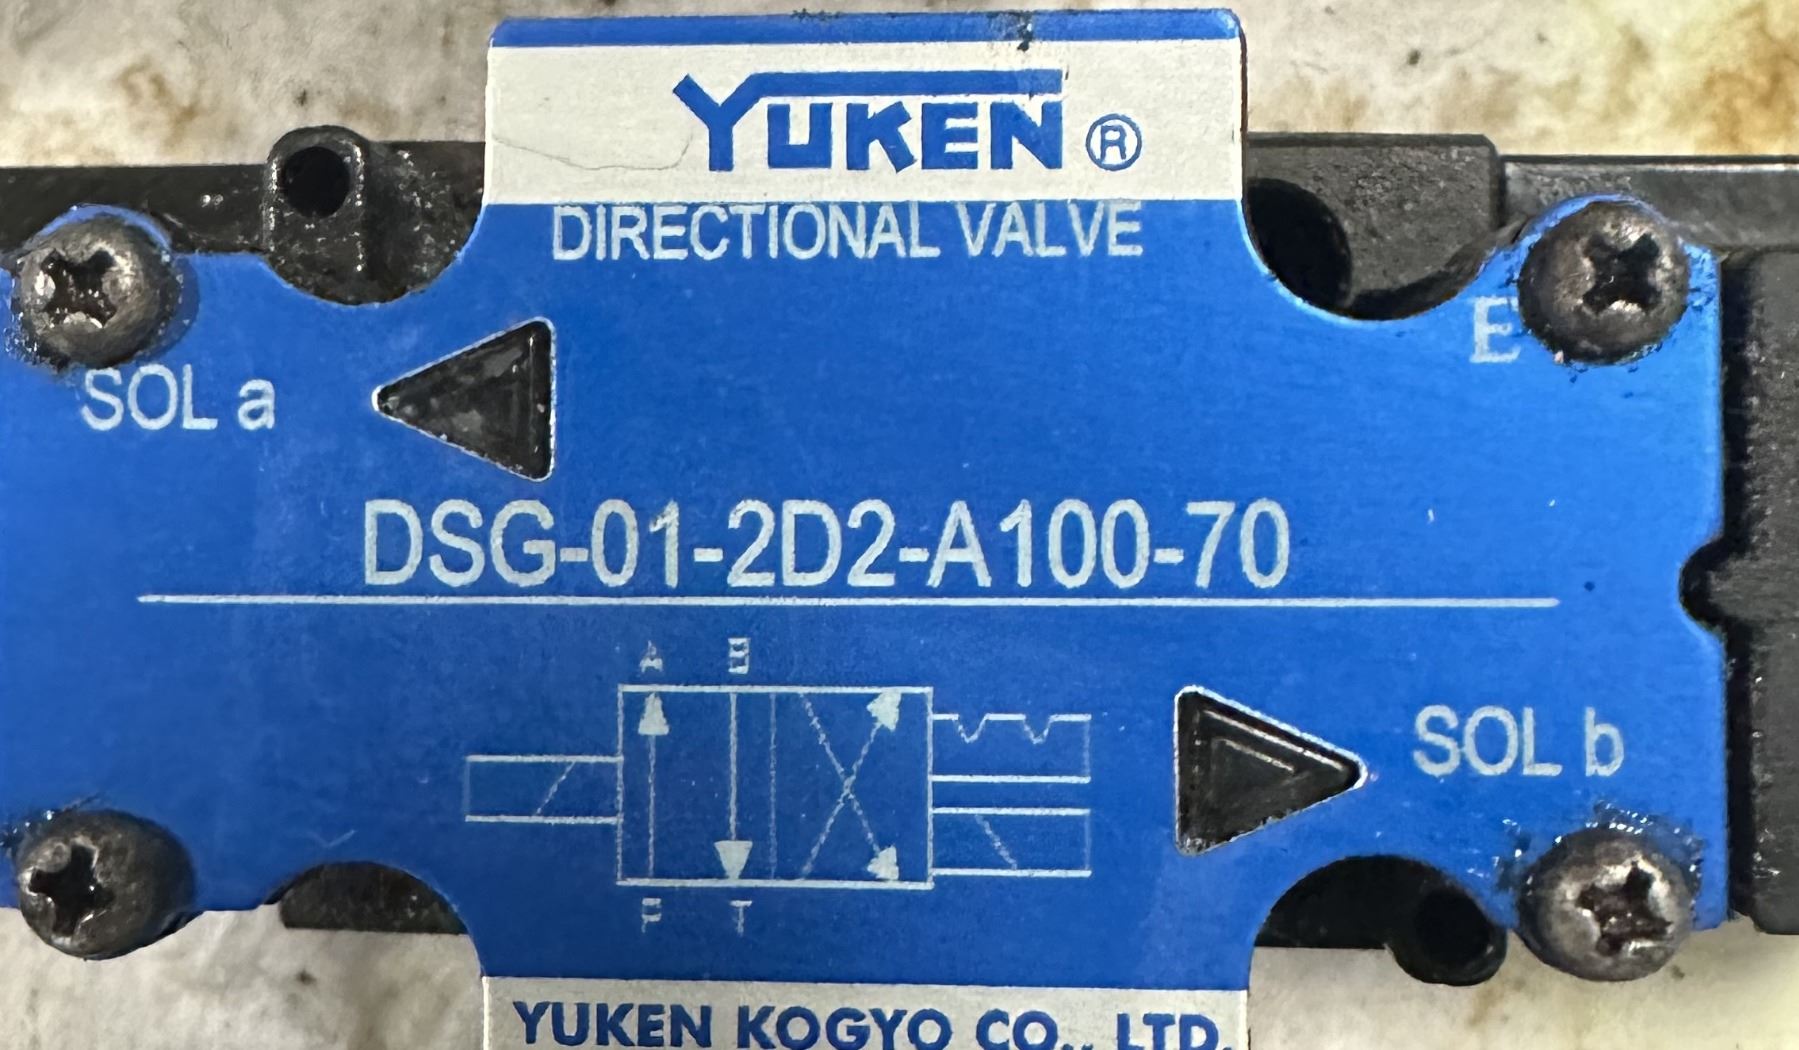 YUKEN®
DIRECTIONAL VALVE
E
SOL a
DSG-01-2D2-A100-70
A B
SOL b
P T
YUKEN KOGYO CO., LTD.